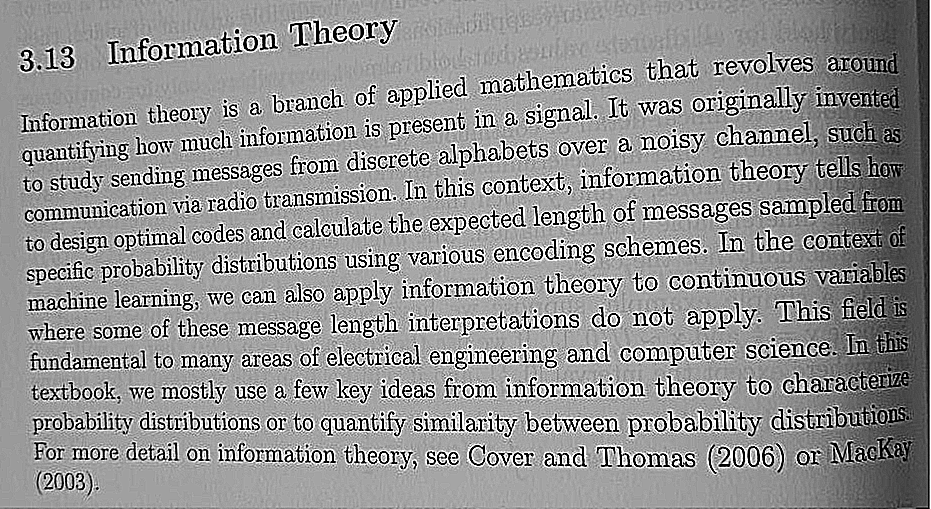 3.13 Information Theory
Information theory is a branch of applied mathematics that revolves around
quantifying how much information is present in a signal. It was originally invented
to study sending messages from discrete alphabets over a noisy channel, such as
communication via radio transmission. In this context, information theory tells how
to design optimal codes and calculate the expected length of messages sampled from
specific probability distributions using various encoding schemes. In the context of
machine learning, we can also apply information theory to continuous variables
where some of these message length interpretations do not apply. This field is
fundamental to many areas of electrical engineering and computer science. In this
textbook, we mostly use a few key ideas from information theory to characterize
probability distributions or to quantify similarity between probability distributions.
For more detail on information theory, see Cover and Thomas (2006) or MacKay
(2003).